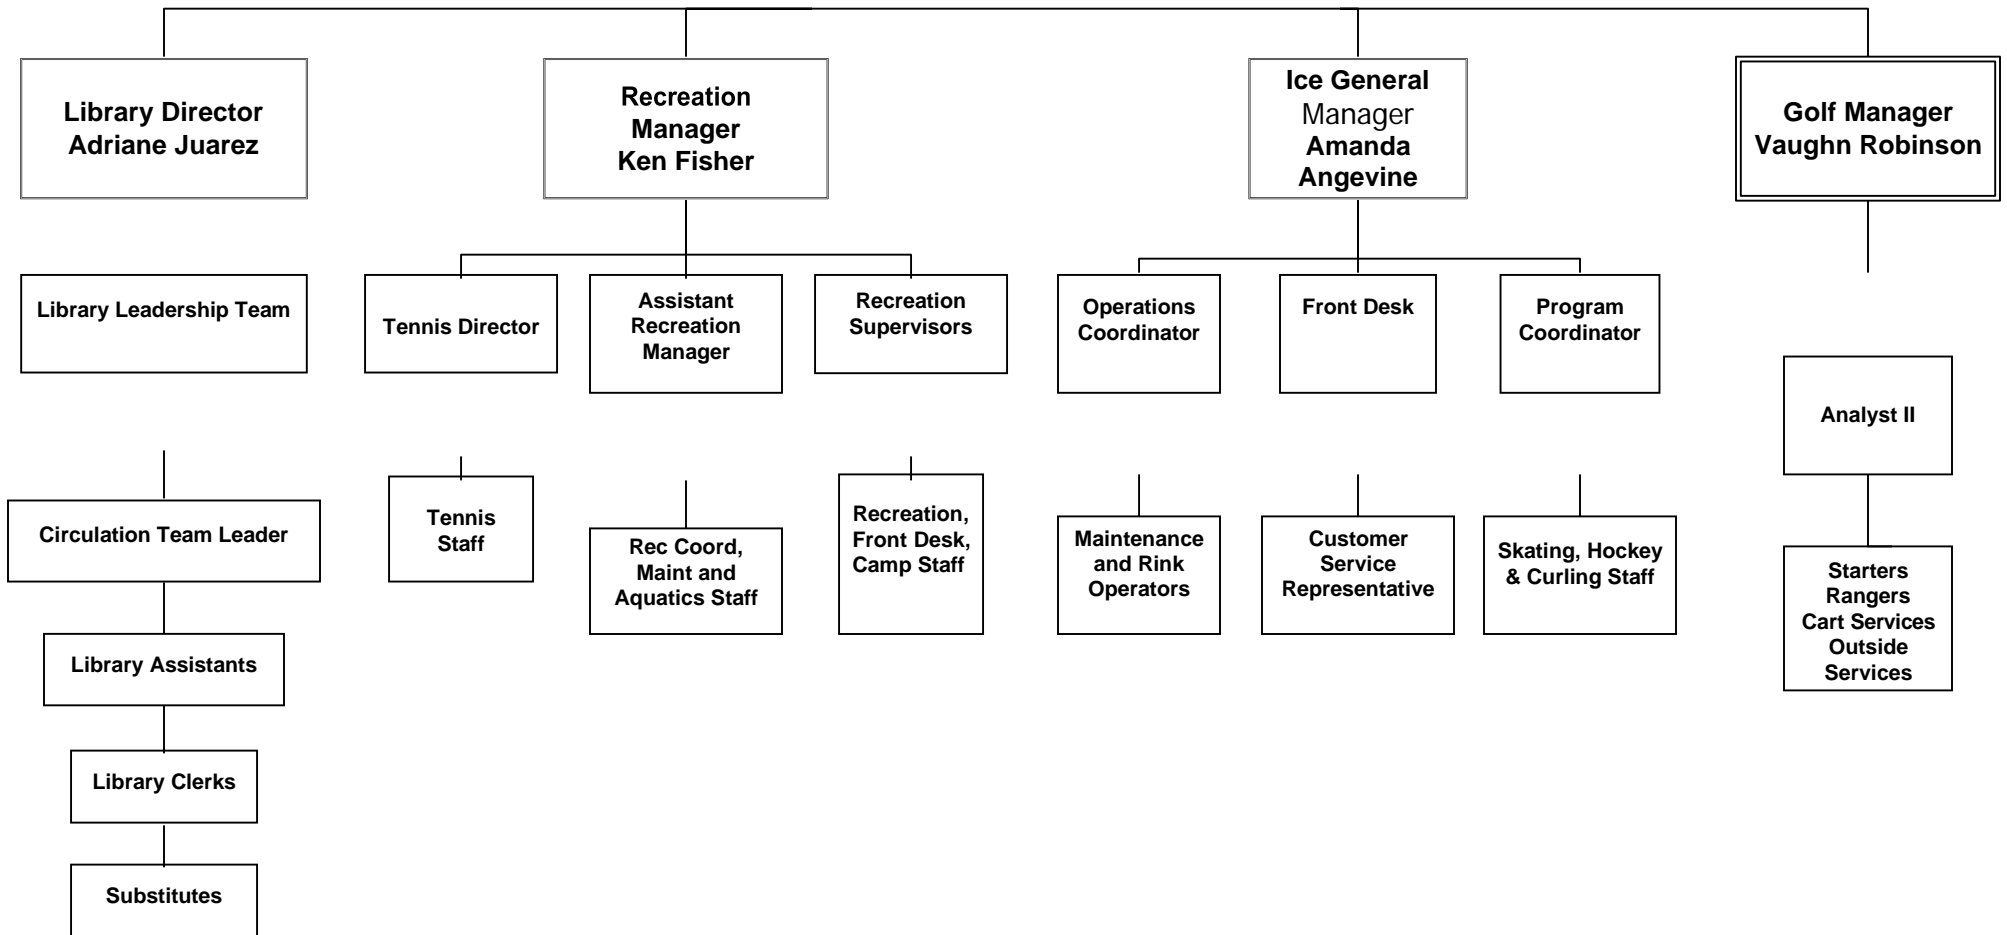 Library Director
Adriane Juarez
Recreation
Manager
Ken Fisher
Ice General
Manager
Amanda
Angevine
Golf Manager
Vaughn Robinson
Library Leadership Team
Tennis Director
Assistant
Recreation
Manager
Recreation
Supervisors
Operations
Coordinator
Front Desk
Program
Coordinator
Analyst II
Circulation Team Leader
Tennis
Staff
Rec Coord,
Maint and
Aquatics Staff
Recreation,
Front Desk,
Camp Staff
Maintenance
and Rink
Operators
Customer
Service
Representative
Skating, Hockey
& Curling Staff
Starters
Rangers
Cart Services
Outside
Services
Library Assistants
Library Clerks
Substitutes